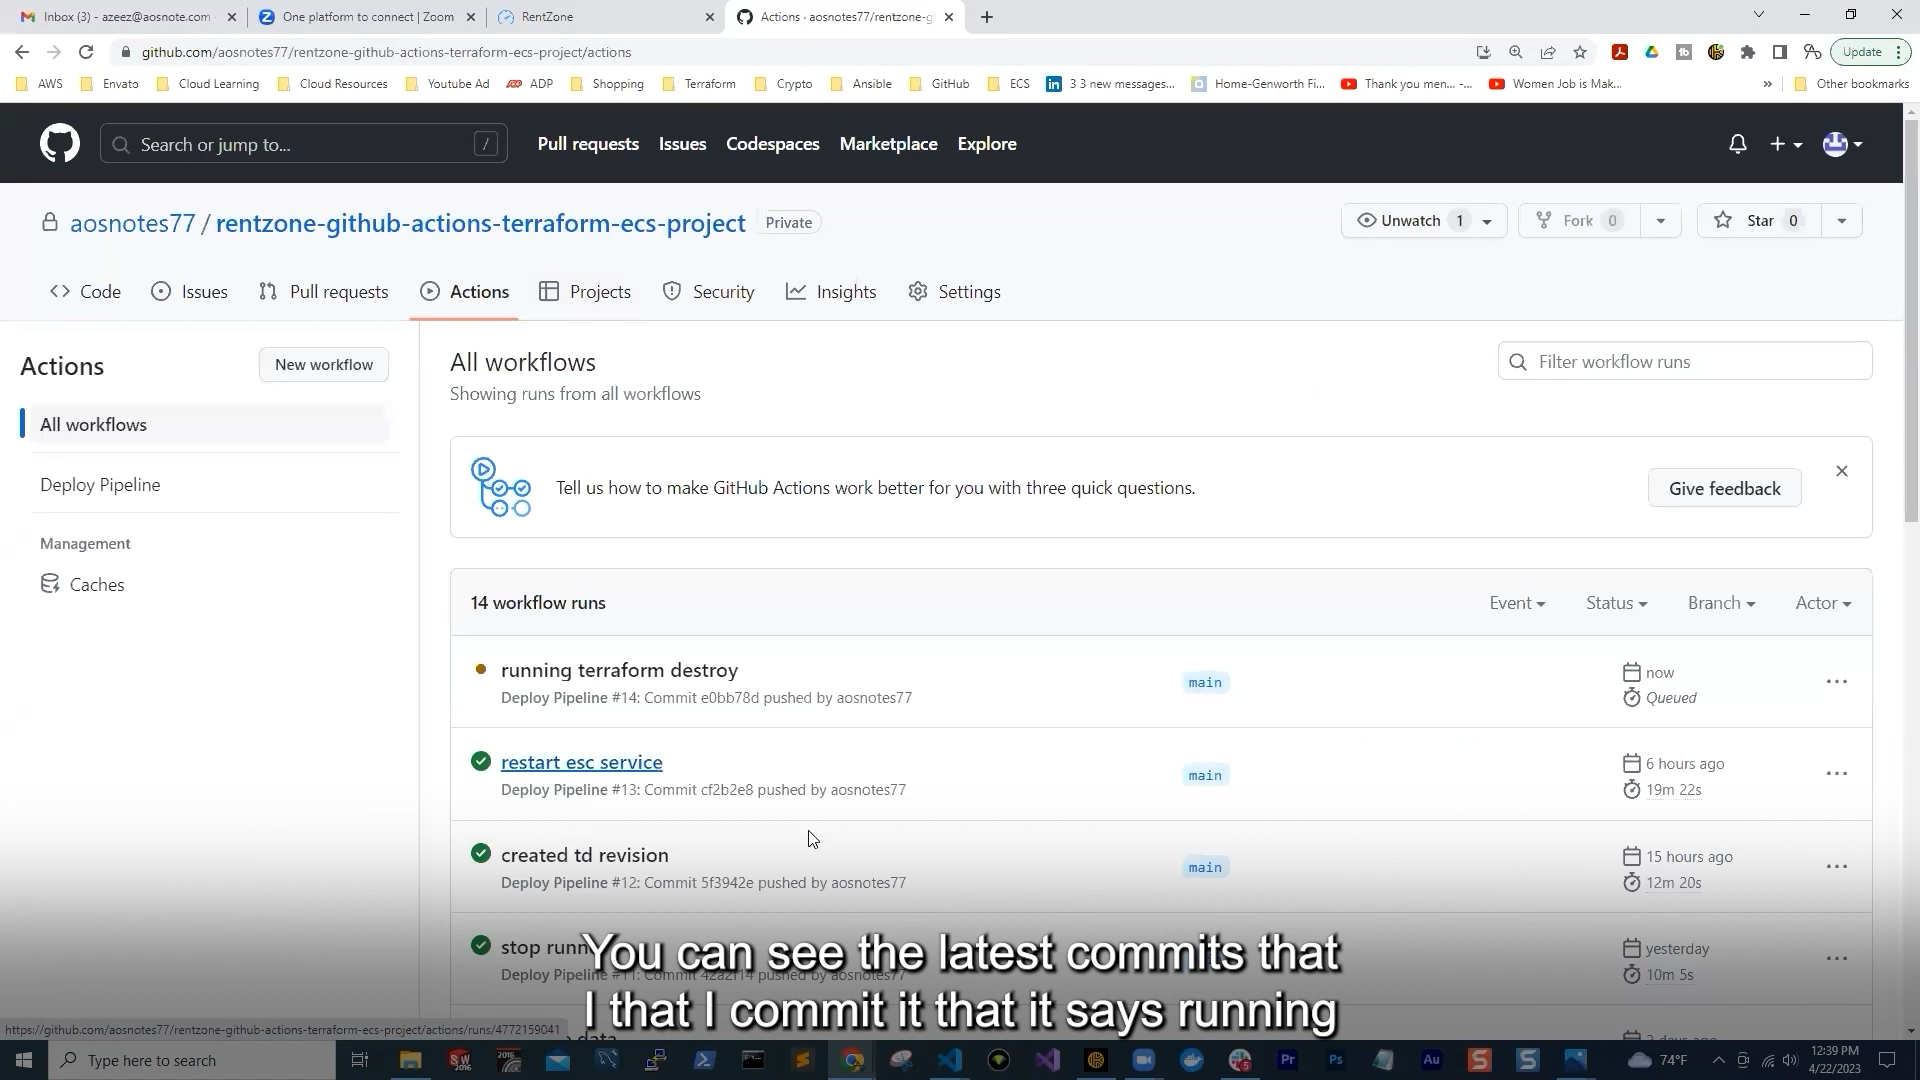 Inbox (3) - azeez@aosnote.com
One platform to connect | Zoom
RentZone
Actions · aosnotes77/rentzone-g
github.com/aosnotes77/rentzone-github-actions-terraform-ecs-project/actions
Update
AWS
Envato
Cloud Learning
Cloud Resources
Youtube Ad
ADP
Shopping
Terraform
Crypto
Ansible
GitHub
ECS
3 3 new messages...
Home-Genworth Fi...
Thank you men... -...
Women Job is Mak...
»
Other bookmarks
Search or jump to...
/
Pull requests
Issues
Codespaces
Marketplace
Explore
aosnotes77 / rentzone-github-actions-terraform-ecs-project
Private
Unwatch 1
Fork 0
Star 0
Code
Issues
Pull requests
Actions
Projects
Security
Insights
Settings
Actions
New workflow
All workflows
Deploy Pipeline
Management
Caches
All workflows
Showing runs from all workflows
Filter workflow runs
Tell us how to make GitHub Actions work better for you with three quick questions.
Give feedback
14 workflow runs
Event
Status
Branch
Actor
running terraform destroy
Deploy Pipeline #14: Commit e0bb78d pushed by aosnotes77
main
now
Queued
restart esc service
Deploy Pipeline #13: Commit cf2b2e8 pushed by aosnotes77
main
6 hours ago
19m 22s
created td revision
Deploy Pipeline #12: Commit 5f3942e pushed by aosnotes77
main
15 hours ago
12m 20s
stop
Deploy Pipeline #11: Commit 42a2f14 pushed by aosnotes77
yesterday
10m 5s
You can see the latest commits that
I that I commit it that it says running
https://github.com/aosnotes77/rentzone-github-actions-terraform-ecs-project/actions/runs/4772159041
Type here to search
74°F
12:39 PM
4/22/2023